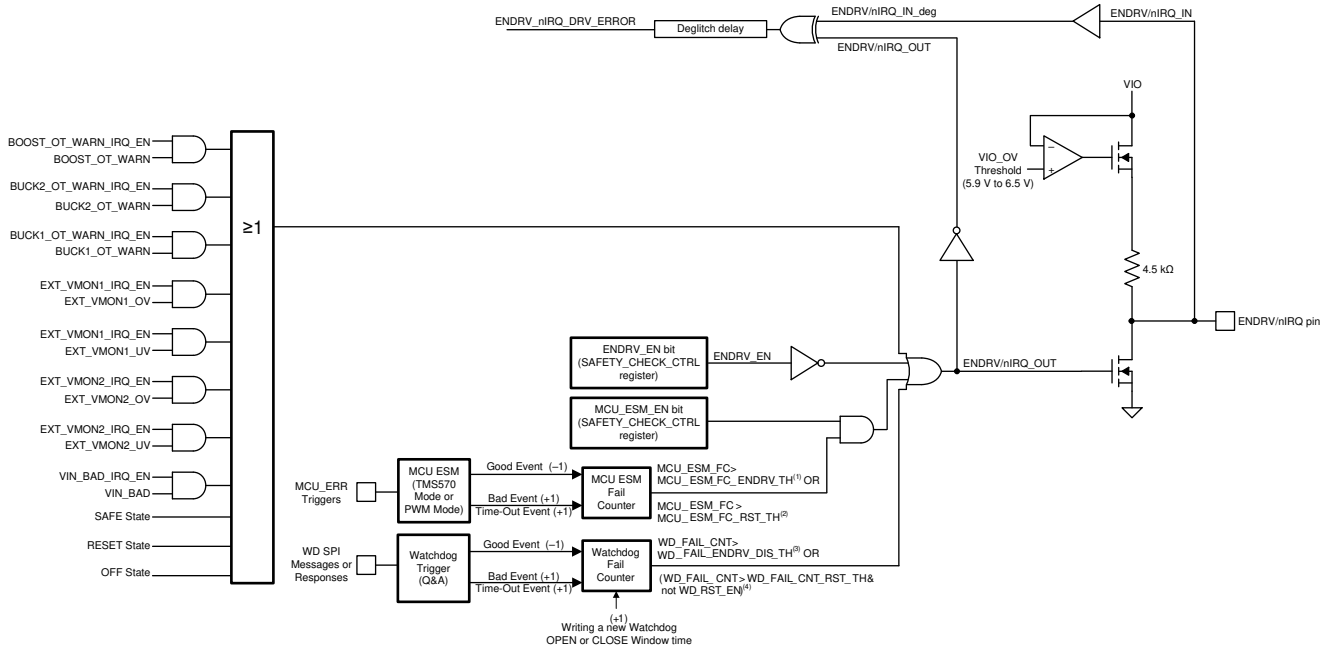 ENDRV_nIRQ_DRV_ERROR
Deglitch delay
ENDRV/nIRQ_IN_deg
ENDRV/nIRQ_IN
ENDRV/nIRQ_OUT
VIO
VIO_OV
Threshold
(5.9 V to 6.5 V)
−
+
4.5 kΩ
ENDRV/nIRQ pin
BOOST_OT_WARN_IRQ_EN
BOOST_OT_WARN
BUCK2_OT_WARN_IRQ_EN
BUCK2_OT_WARN
BUCK1_OT_WARN_IRQ_EN
BUCK1_OT_WARN
EXT_VMON1_IRQ_EN
EXT_VMON1_OV
EXT_VMON1_IRQ_EN
EXT_VMON1_UV
EXT_VMON2_IRQ_EN
EXT_VMON2_OV
EXT_VMON2_IRQ_EN
EXT_VMON2_UV
VIN_BAD_IRQ_EN
VIN_BAD
SAFE State
RESET State
OFF State
≥1
ENDRV_EN bit
(SAFETY_CHECK_CTRL
register)
ENDRV_EN
ENDRV/nIRQ_OUT
MCU_ESM_EN bit
(SAFETY_CHECK_CTRL
register)
MCU_ERR
Triggers
MCU ESM
(TMS570
Mode or
PWM Mode)
Good Event (−1)
Bad Event (+1)
Time-Out Event (+1)
MCU ESM
Fail
Counter
MCU_ESM_FC>
MCU_ESM_FC_ENDRV_TH(1) OR
MCU_ESM_FC >
MCU_ESM_FC_RST_TH(2)
WD SPI
Messages or
Responses
Watchdog
Trigger
(Q&A)
Good Event (−1)
Bad Event (+1)
Time-Out Event (+1)
Watchdog
Fail
Counter
WD_FAIL_CNT>
WD_FAIL_ENDRV_DIS_TH(3) OR
(WD_FAIL_CNT> WD_FAIL_CNT_RST_TH&
not WD_RST_EN)(4)
(+1)
Writing a new Watchdog
OPEN or CLOSE Window time